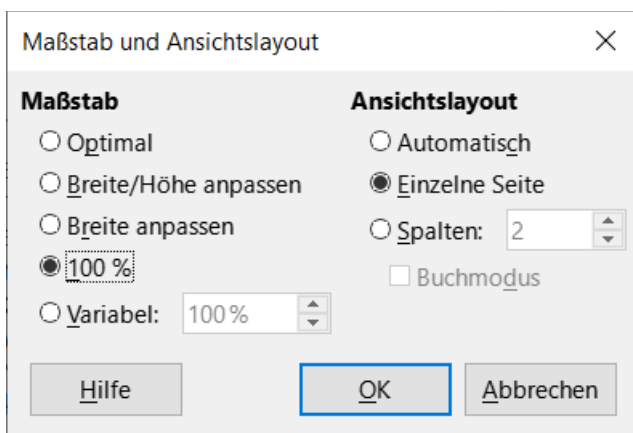 Maßstab und Ansichtslayout
Maßstab
Optimal
Breite/Höhe anpassen
Breite anpassen
100 %
Variabel: 100%
Ansichtslayout
Automatisch
Einzelne Seite
Spalten: 2
Buchmodus
Hilfe
OK
Abbrechen